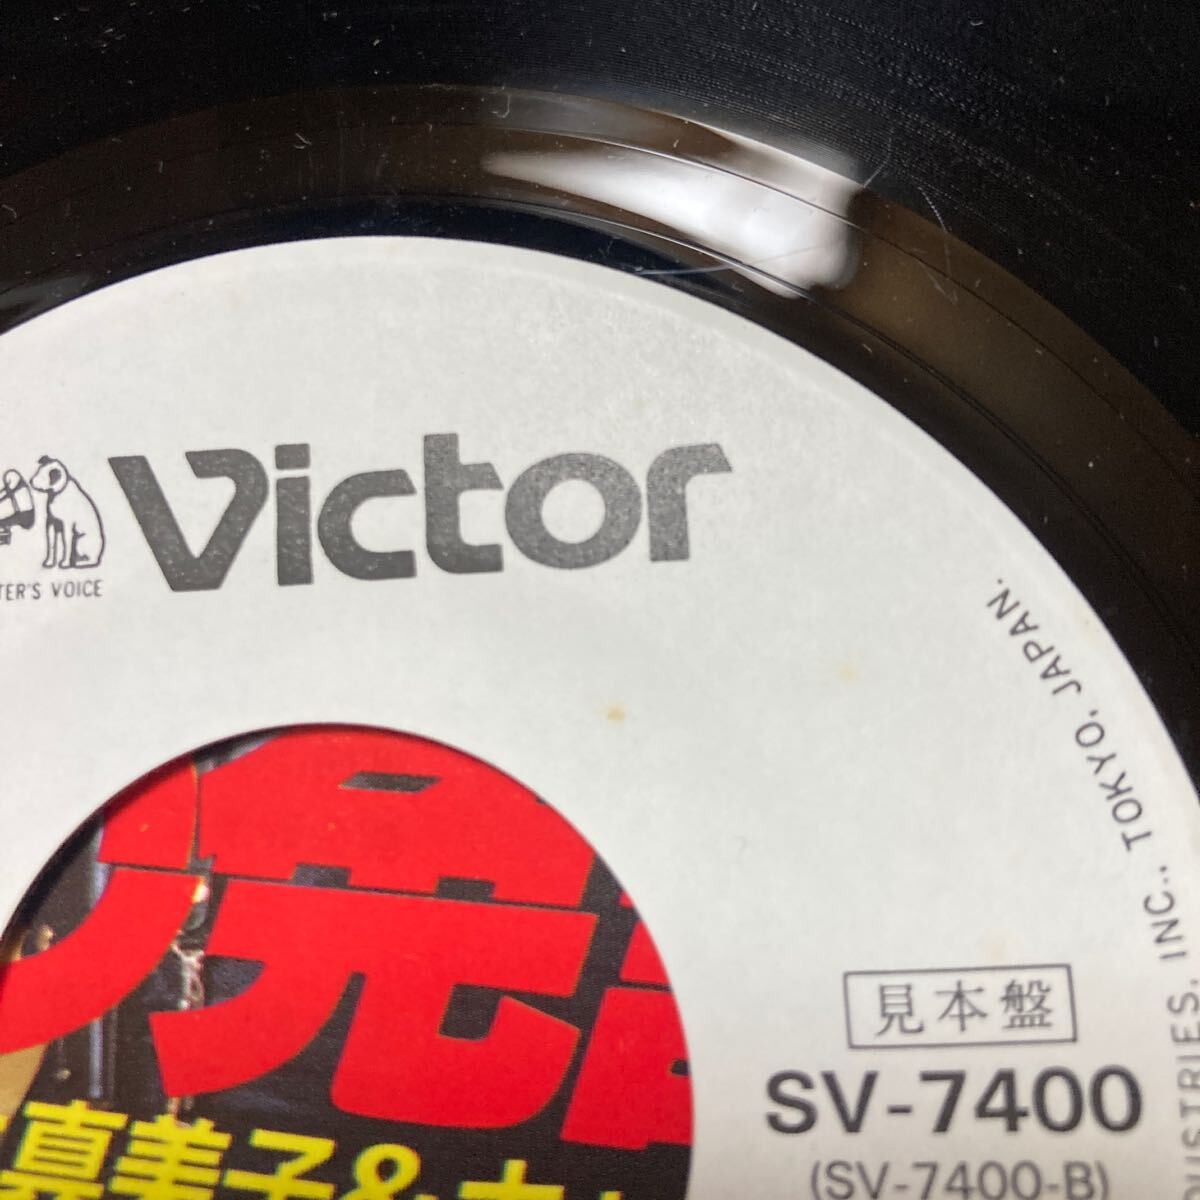 Victor
TER'S VOICE
USTRIES, INC., TOKYO, JAPAN.
見本盤
SV-7400
(SV-7400-B)
真美子&